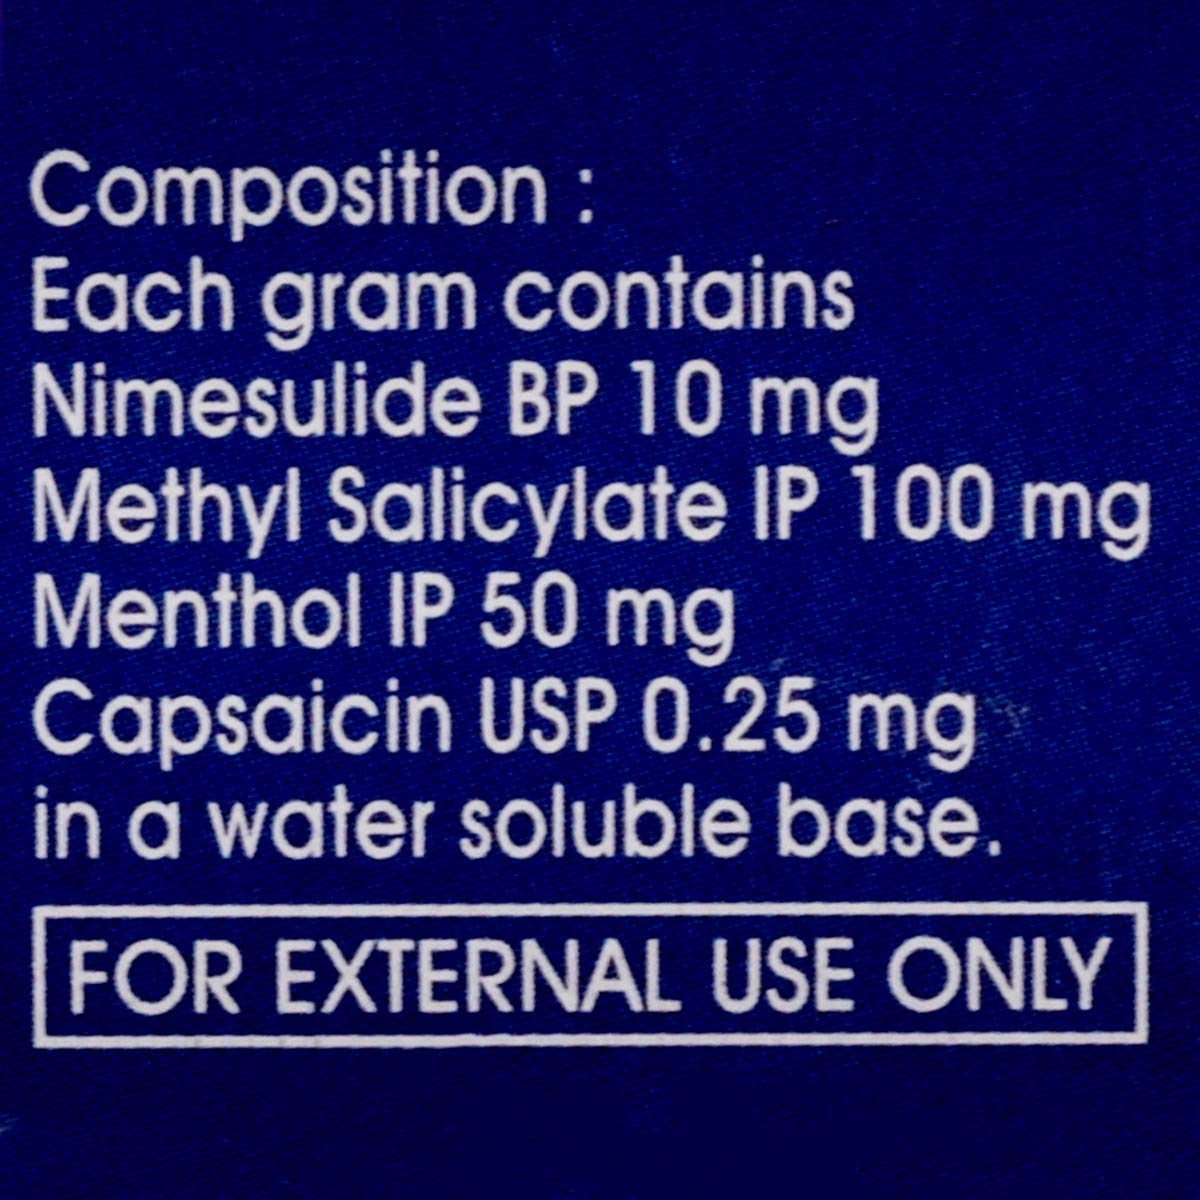 Composition :
Each gram contains
Nimesulide BP 10 mg
Methyl Salicylate IP 100 mg
Menthol IP 50 mg
Capsaicin USP 0.25 mg
in a water soluble base.
FOR EXTERNAL USE ONLY